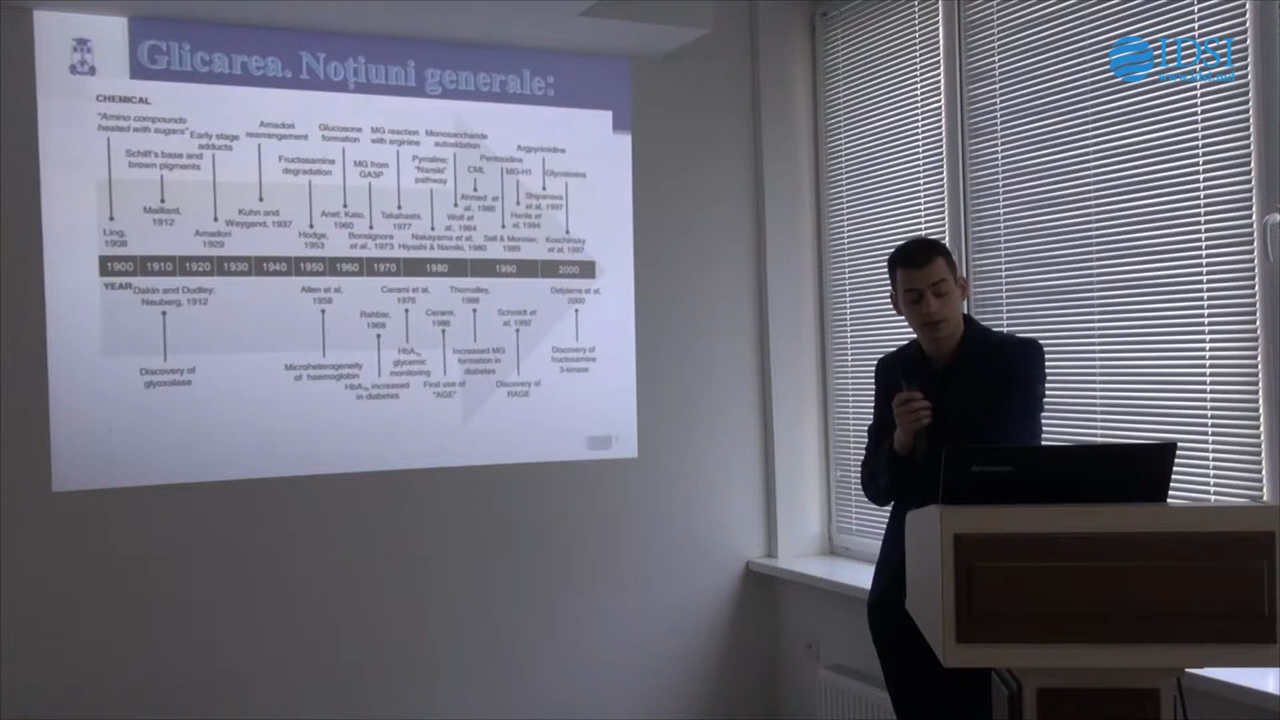 Glicarea. Noțiuni generale:
IDSI
www.idsi.md
CHEMICAL
"Amino compounds
heated with sugars"
Early stage
adducts
Amadori
rearrangement
Glucosone
formation
MG reaction
with arginine
Monosaccharide
autoxidation
Argpyrimidine
Schiff's base and
brown pigments
Fructosamine
degradation
MG from
GA3P
Pyrraline;
"Namiki"
pathway
CML
Pentosidine
MG-H1
Glycotoxins
Ling,
1908
Maillard,
1912
Amadori
1929
Kuhn and
Weygand, 1937
Hodge,
1953
Anet; Kato,
1960
Bonsignore
et al., 1973
Takahashi,
1977
Nakayama et al;
Hiyashi & Namiki, 1980
Wolff et
al., 1984
Ahmed et
al., 1986
Sell & Monnier,
1989
Henle et
al, 1994
Shipanova
et al, 1997
Koschinsky
et al, 1997
1900 1910 1920 1930 1940 1950 1960 1970 1980 1990 2000
YEAR
Dakin and Dudley;
Neuberg, 1912
Allen et al,
1958
Rahbar,
1968
Cerami et al,
1976
Cerami,
1986
Thornalley,
1988
Schmidt et
al, 1992
Delpierre et al,
2000
Discovery of
glyoxalase
Microheterogeneity
of haemoglobin
HbA1c increased
in diabetes
HbA1c
glycemic
monitoring
First use of
"AGE"
Increased MG
formation in
diabetes
Discovery of
RAGE
Discovery of
fructosamine
3-kinase
lenovo